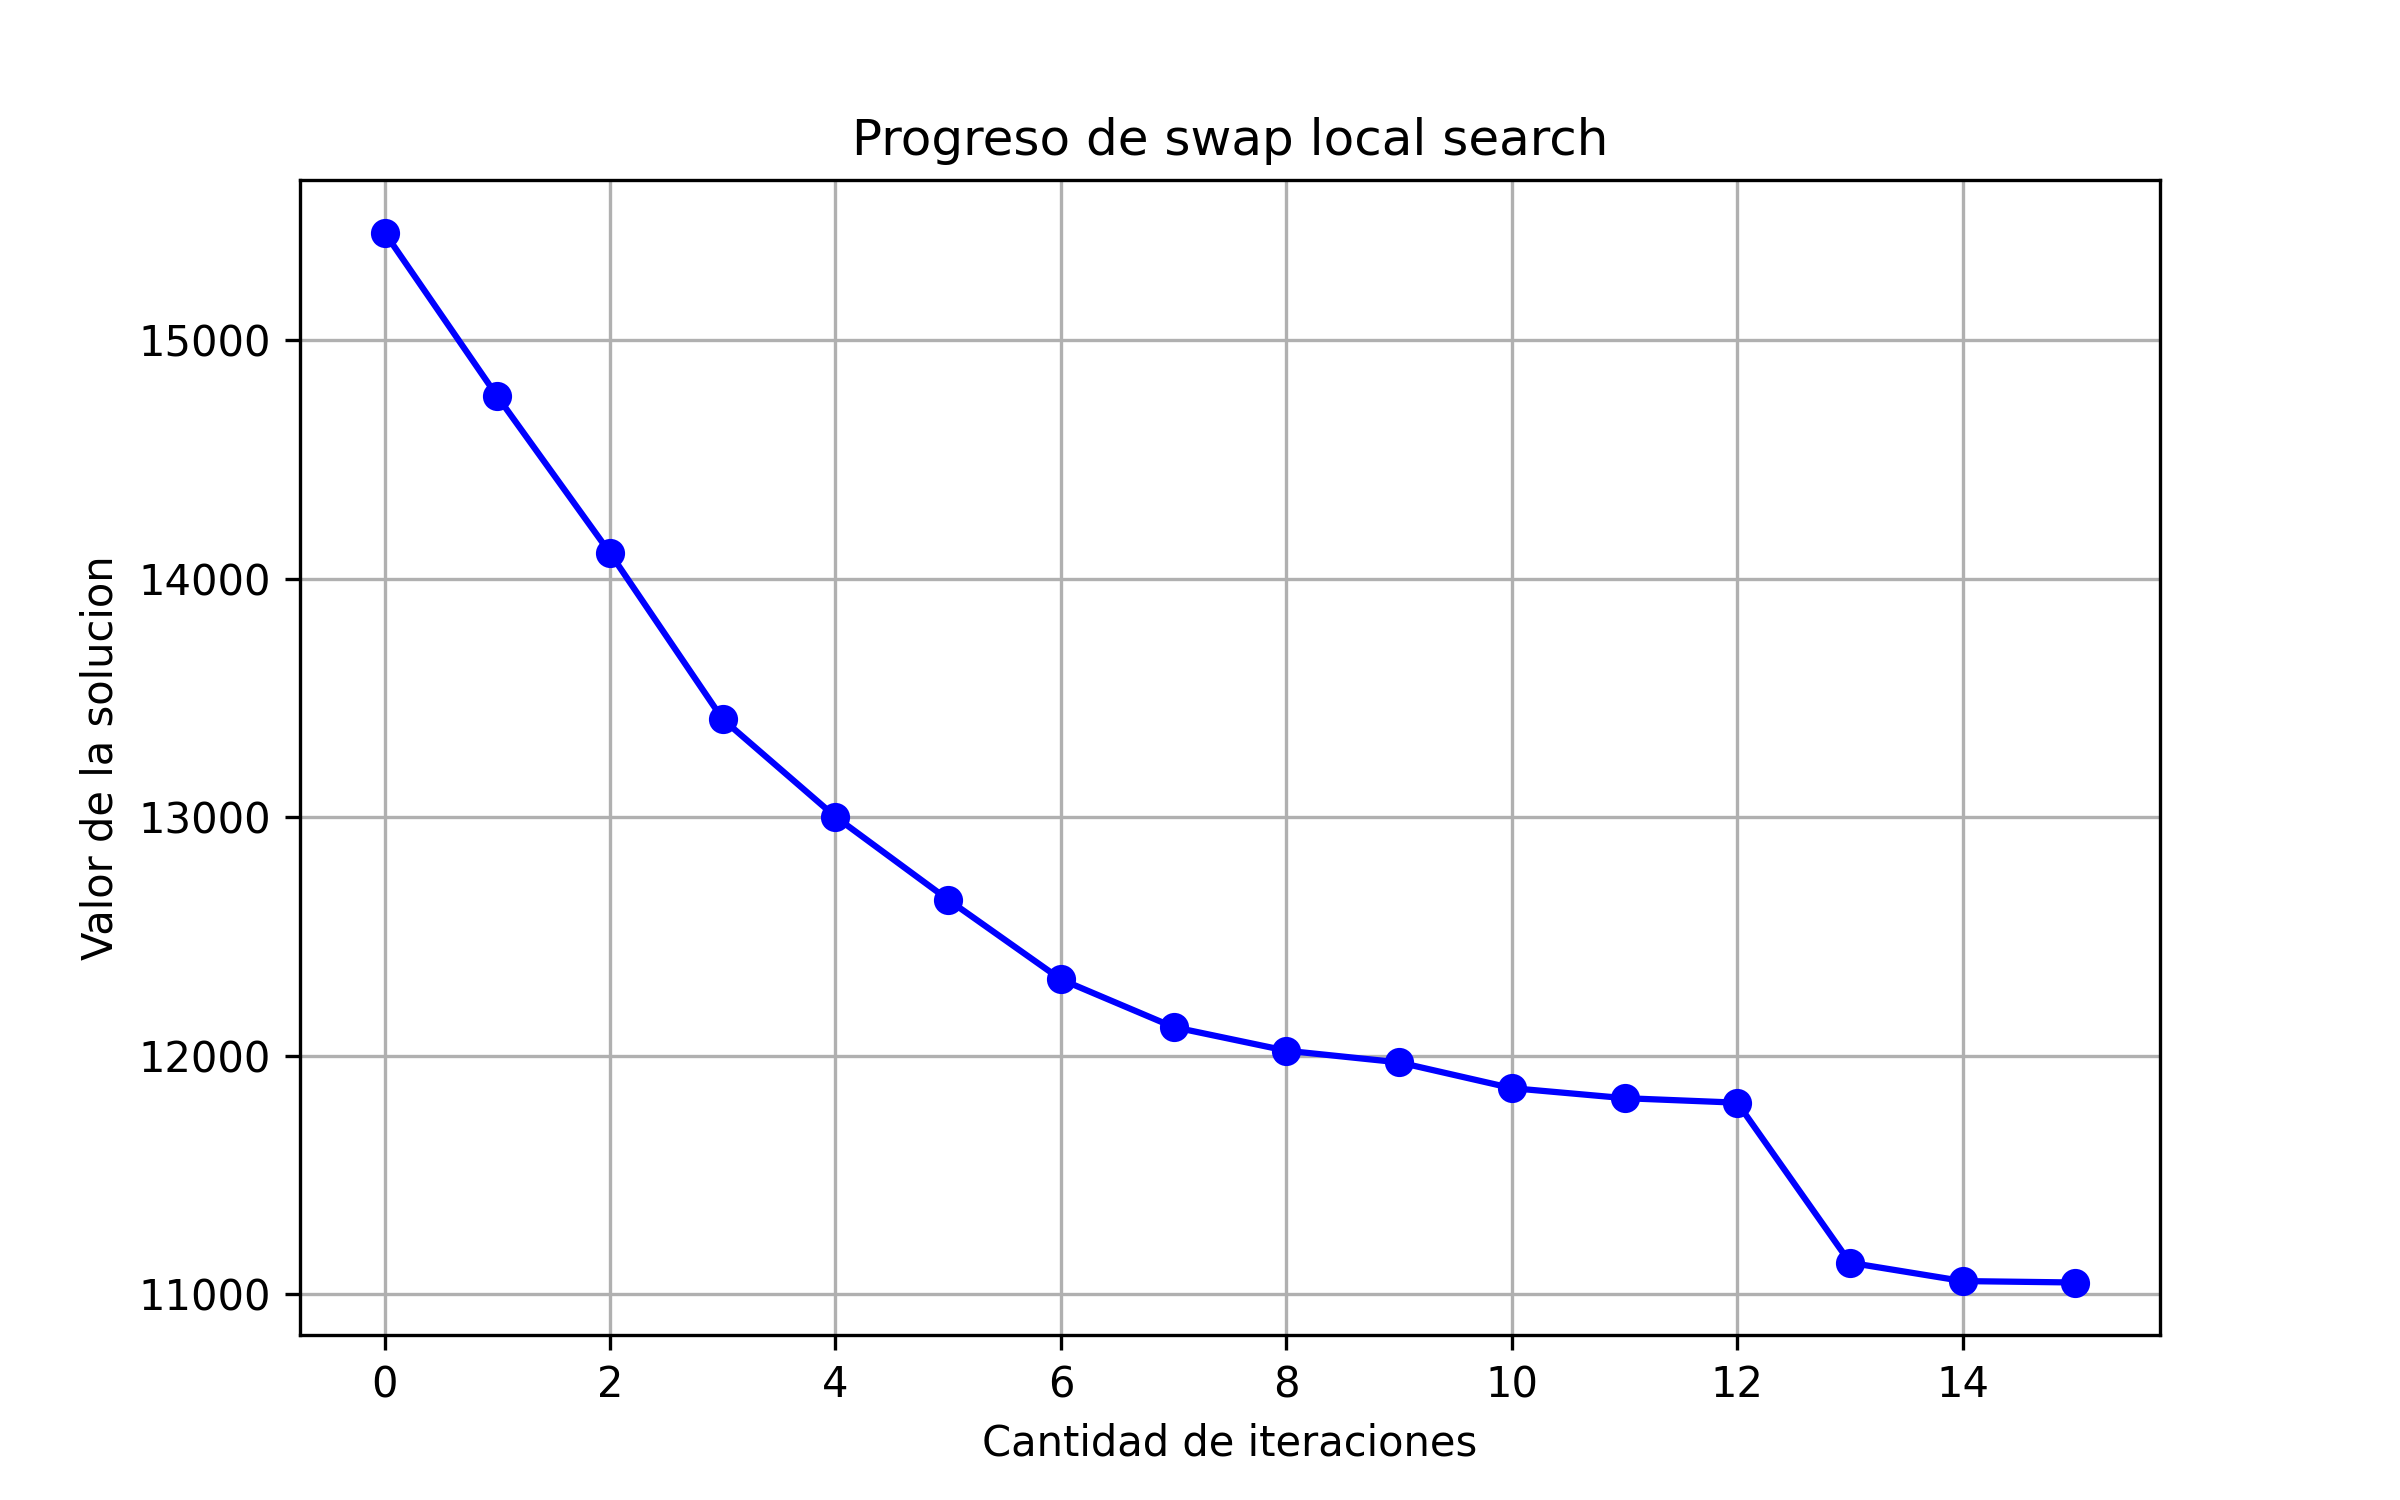 Progreso de swap local search
Valor de la solucion
15000
14000
13000
12000
11000
0 2 4 6 8 10 12 14
Cantidad de iteraciones